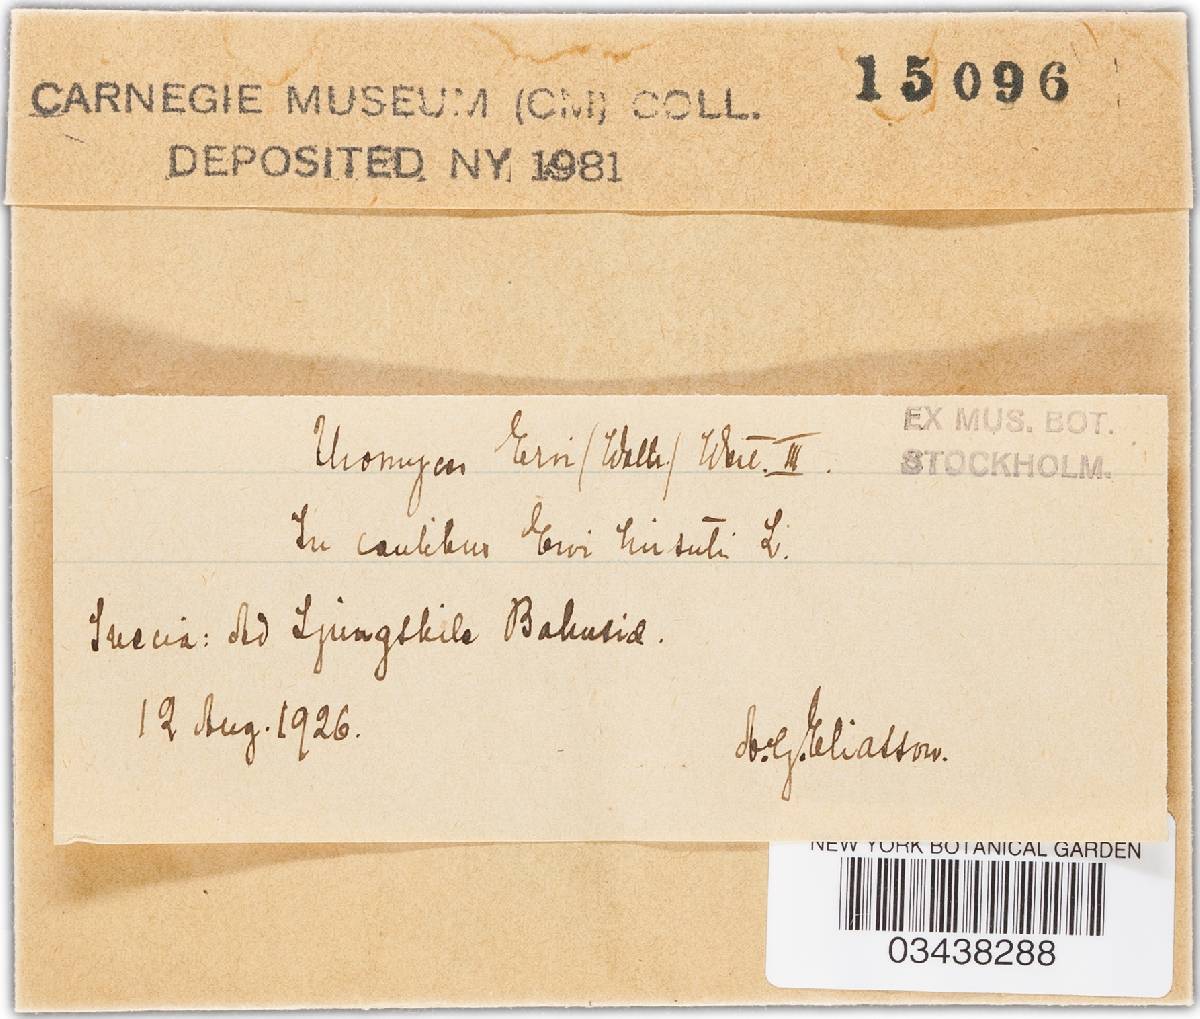 CARNEGIE MUSEUM (CM) COLL.
15096
DEPOSITED NY 1981
EX MUS. BOT.
STOCKHOLM.
Uromyces Ervi (Wallr.) West. III.
In caulibus Ervi hirsuti L.
Suecia: Ad Ljungskile Bahusiæ.
12 Aug. 1926.
A.G. Eliasson.
NEW YORK BOTANICAL GARDEN
03438288